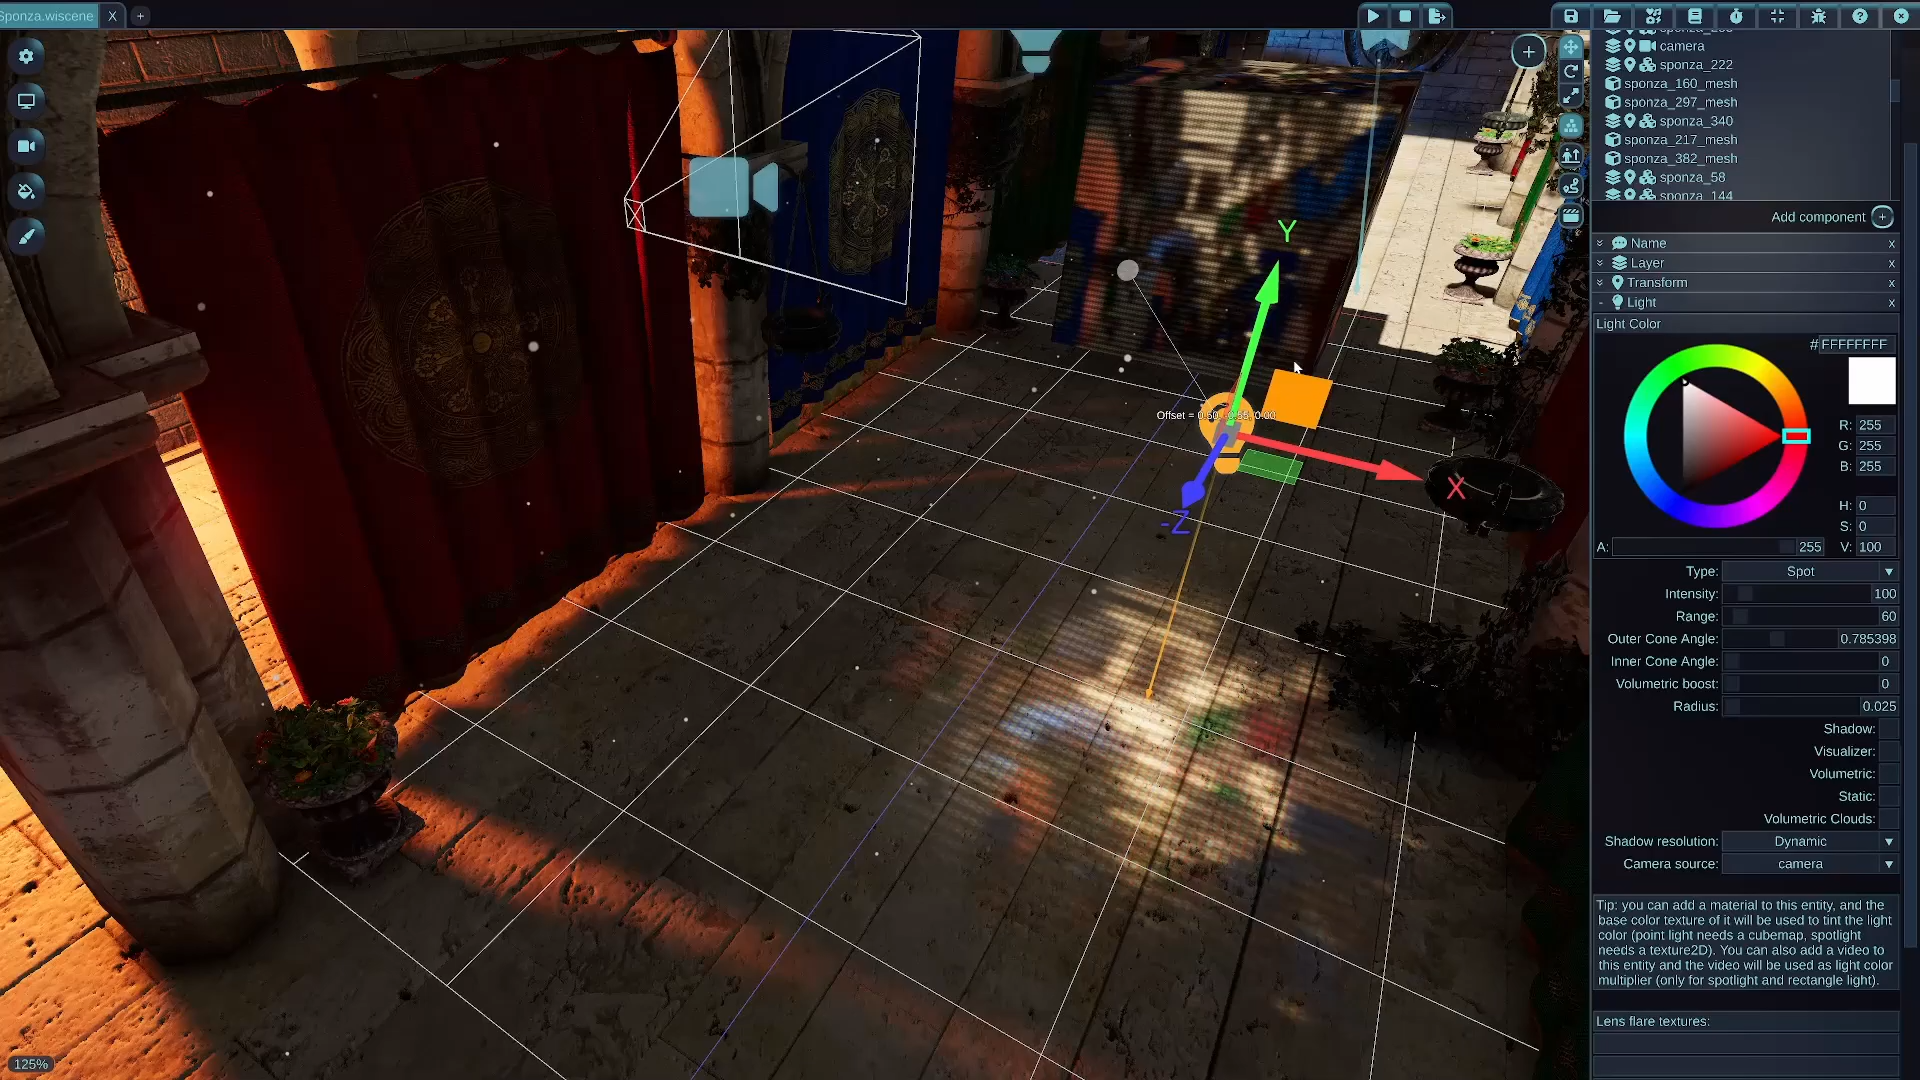 Sponza.wiscene X +
camera
sponza_222
sponza_160_mesh
sponza_297_mesh
sponza_340
sponza_217_mesh
sponza_382_mesh
sponza_58
sponza_144
Add component +
Name x
Layer x
Transform x
- Light x
Light Color
#FFFFFFFF
R: 255
G: 255
B: 255
H: 0
S: 0
A: 255 V: 100
Type: Spot
Intensity: 100
Range: 60
Outer Cone Angle: 0.785398
Inner Cone Angle: 0
Volumetric boost: 0
Radius: 0.025
Shadow:
Visualizer:
Volumetric:
Static:
Volumetric Clouds:
Shadow resolution: Dynamic
Camera source: camera
Tip: you can add a material to this entity, and the
base color texture of it will be used to tint the light
color (point light needs a cubemap, spotlight
needs a texture2D). You can also add a video to
this entity and the video will be used as light color
multiplier (only for spotlight and rectangle light).
Lens flare textures:
Y
X
-Z
Offset =
125%